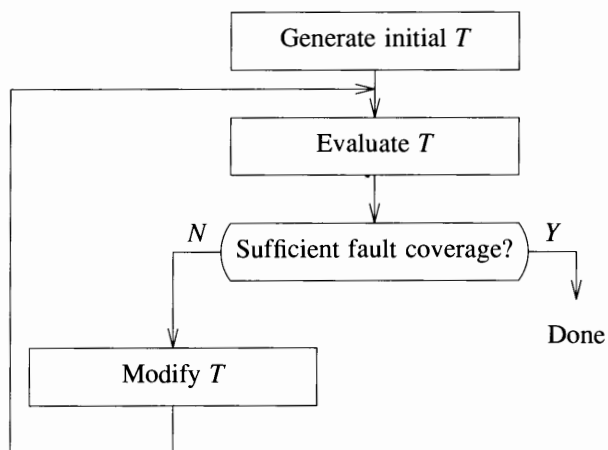 Generate initial T
Evaluate T
N
Sufficient fault coverage?
Y
Done
Modify T